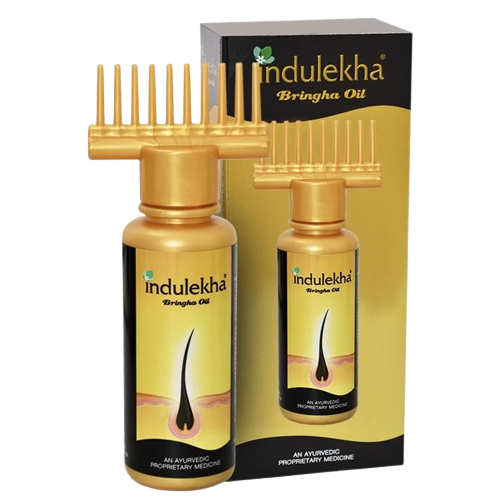 indulekha®
Bringha Oil
indulekha®
Bringha Oil
AN AYURVEDIC
PROPRIETARY MEDICINE
indulekha®
Bringha Oil
AN AYURVEDIC
PROPRIETARY MEDICINE